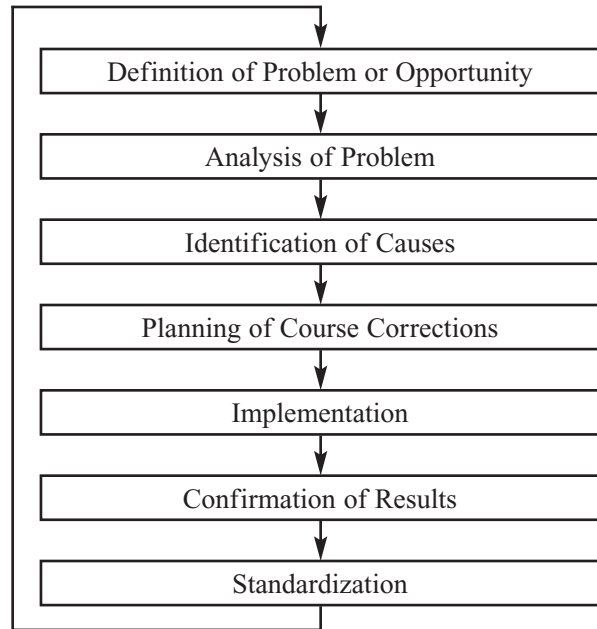 Definition of Problem or Opportunity
Analysis of Problem
Identification of Causes
Planning of Course Corrections
Implementation
Confirmation of Results
Standardization